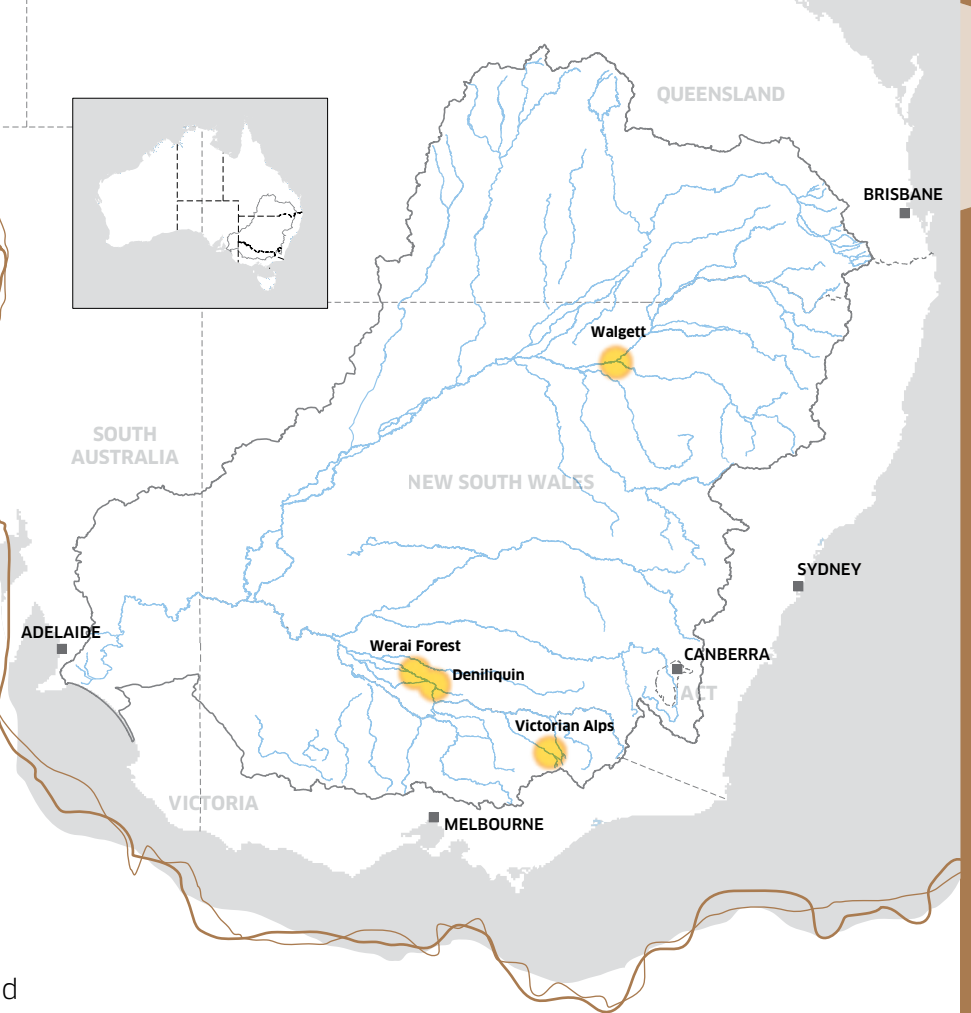 QUEENSLAND
BRISBANE
Walgett
SOUTH
AUSTRALIA
NEW SOUTH WALES
SYDNEY
ADELAIDE
Werai Forest
CANBERRA
Deniliquin
ACT
Victorian Alps
VICTORIA
MELBOURNE
d